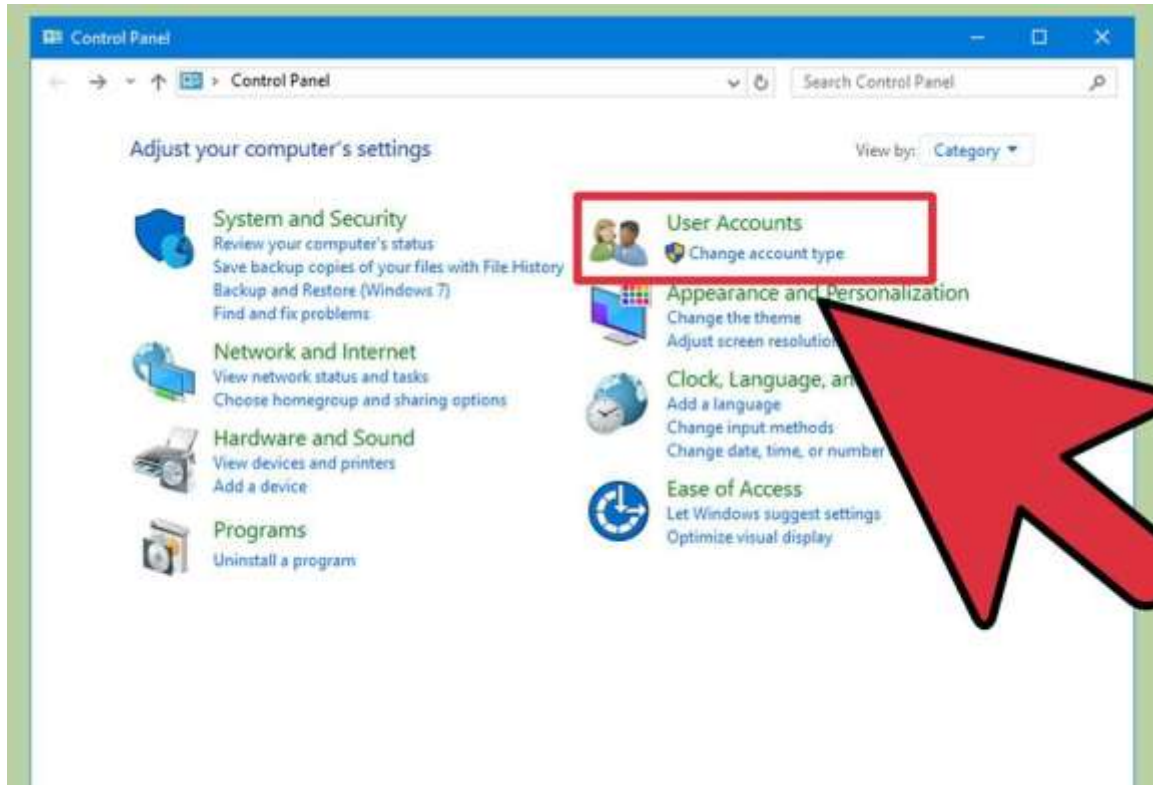 Control Panel
Control Panel
Search Control Panel
Adjust your computer's settings
View by: Category
System and Security
Review your computer's status
Save backup copies of your files with File History
Backup and Restore (Windows 7)
Find and fix problems
Network and Internet
View network status and tasks
Choose homegroup and sharing options
Hardware and Sound
View devices and printers
Add a device
Programs
Uninstall a program
User Accounts
Change account type
Appearance and Personalization
Change the theme
Adjust screen resolution
Clock, Language,
Add a language
Change input methods
Change date, time, or number
Ease of Access
Let Windows suggest settings
Optimize visual display